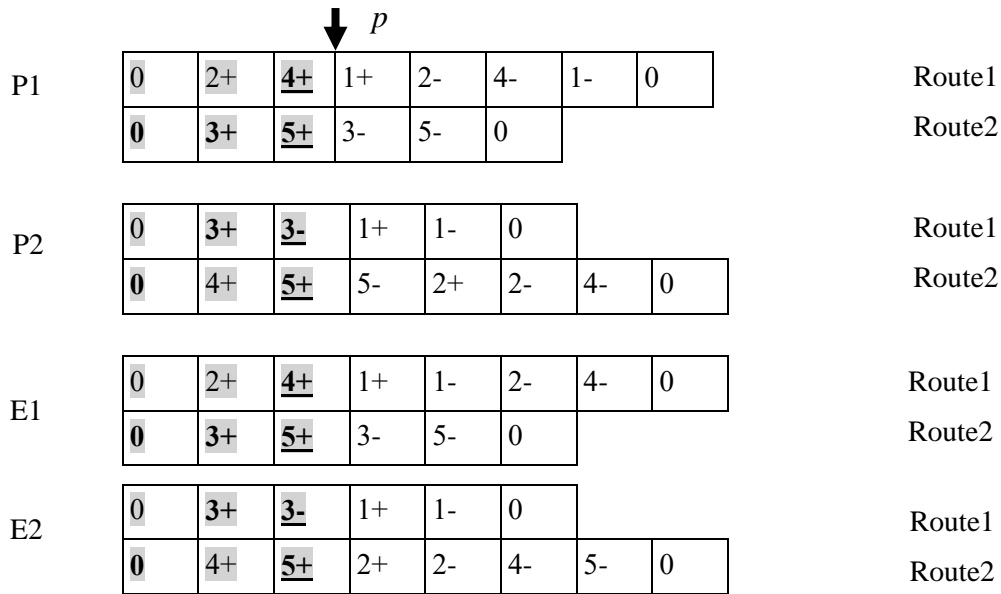 p
P1
0 2+ 4+ 1+ 2- 4- 1- 0 Route1
0 3+ 5+ 3- 5- 0 Route2
P2
0 3+ 3- 1+ 1- 0 Route1
0 4+ 5+ 5- 2+ 2- 4- 0 Route2
E1
0 2+ 4+ 1+ 1- 2- 4- 0 Route1
0 3+ 5+ 3- 5- 0 Route2
E2
0 3+ 3- 1+ 1- 0 Route1
0 4+ 5+ 2+ 2- 4- 5- 0 Route2